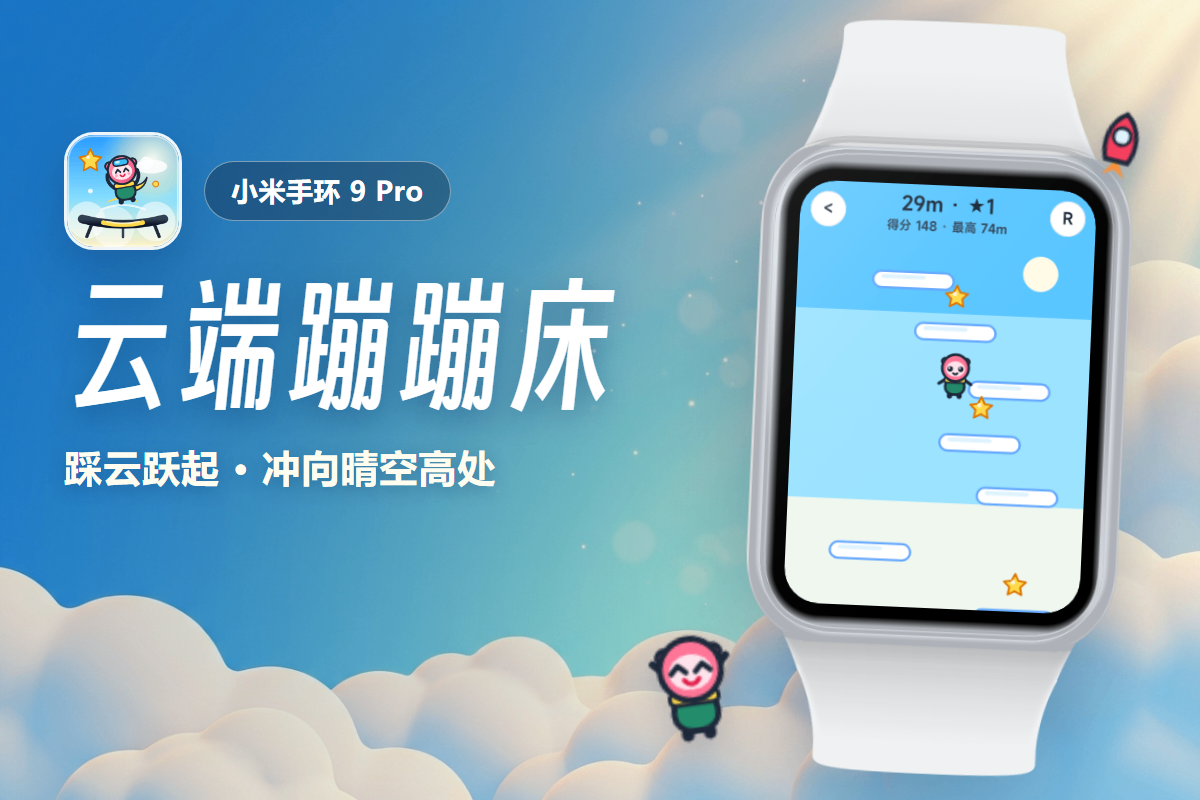 小米手环 9 Pro
云端蹦蹦床
踩云跃起 · 冲向晴空高处
<
29m · ★1
R
得分 148 · 最高 74m